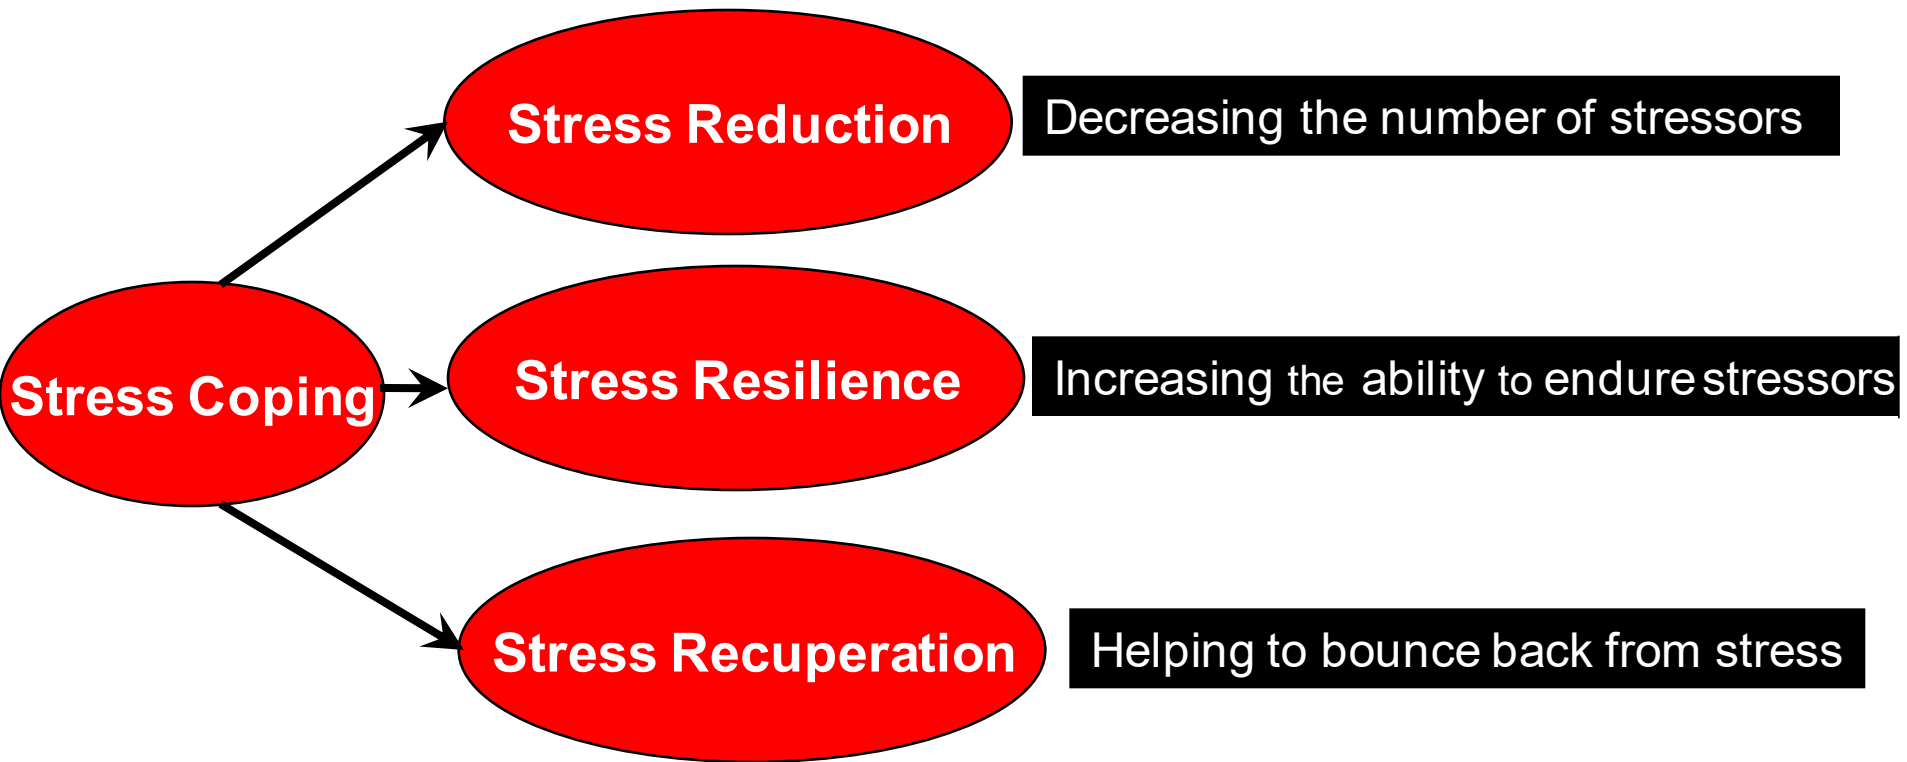 Stress Reduction
Decreasing the number of stressors
Stress Coping
Stress Resilience
Increasing the ability to endure stressors
Stress Recuperation
Helping to bounce back from stress